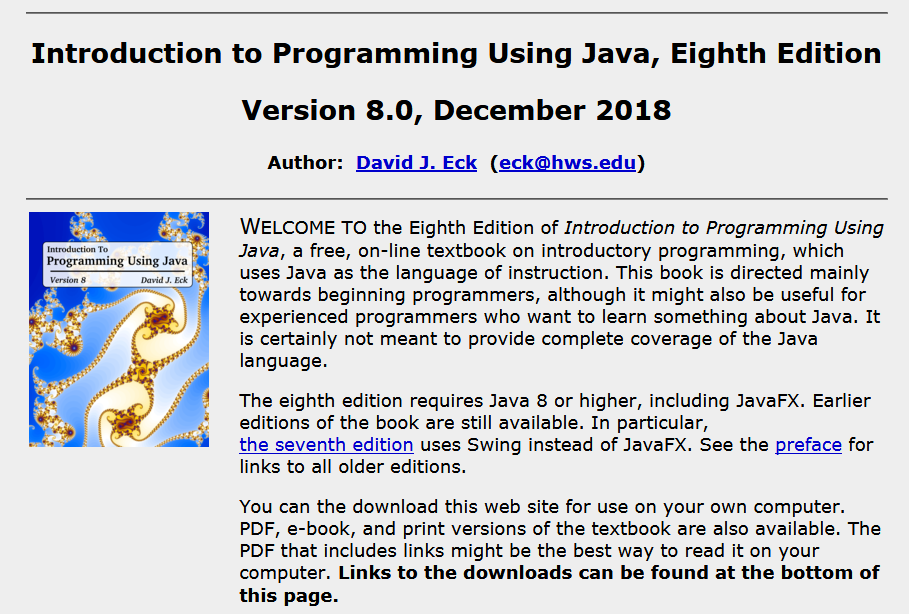 Introduction to Programming Using Java, Eighth Edition
Version 8.0, December 2018
Author: David J. Eck (eck@hws.edu)
Introduction To
Programming Using Java
Version 8 David J. Eck
WELCOME TO the Eighth Edition of Introduction to Programming Using
Java, a free, on-line textbook on introductory programming, which
uses Java as the language of instruction. This book is directed mainly
towards beginning programmers, although it might also be useful for
experienced programmers who want to learn something about Java. It
is certainly not meant to provide complete coverage of the Java
language.
The eighth edition requires Java 8 or higher, including JavaFX. Earlier
editions of the book are still available. In particular,
the seventh edition uses Swing instead of JavaFX. See the preface for
links to all older editions.
You can the download this web site for use on your own computer.
PDF, e-book, and print versions of the textbook are also available. The
PDF that includes links might be the best way to read it on your
computer. Links to the downloads can be found at the bottom of
this page.